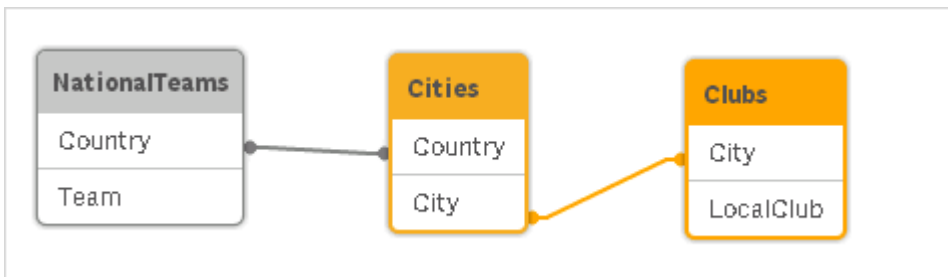 NationalTeams
Country
Team
Cities
Country
City
Clubs
City
LocalClub